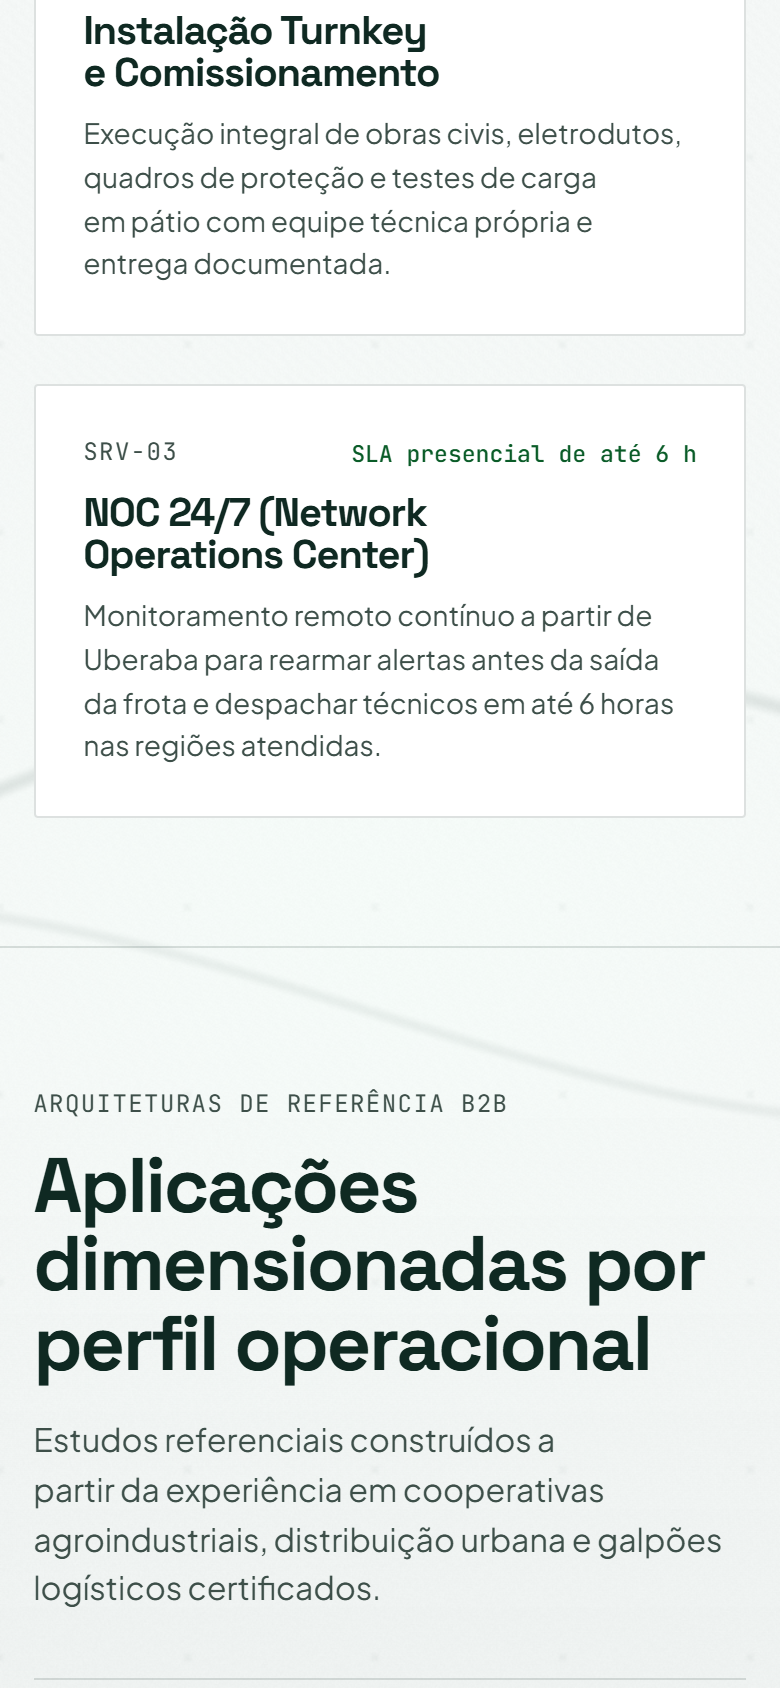 Instalação Turnkey
e Comissionamento
Execução integral de obras civis, eletrodutos,
quadros de proteção e testes de carga
em pátio com equipe técnica própria e
entrega documentada.
SRV-03
SLA presencial de até 6 h
NOC 24/7 (Network
Operations Center)
Monitoramento remoto contínuo a partir de
Uberaba para rearmar alertas antes da saída
da frota e despachar técnicos em até 6 horas
nas regiões atendidas.
ARQUITETURAS DE REFERÊNCIA B2B
Aplicações
dimensionadas por
perfil operacional
Estudos referenciais construídos a
partir da experiência em cooperativas
agroindustriais, distribuição urbana e galpões
logísticos certificados.